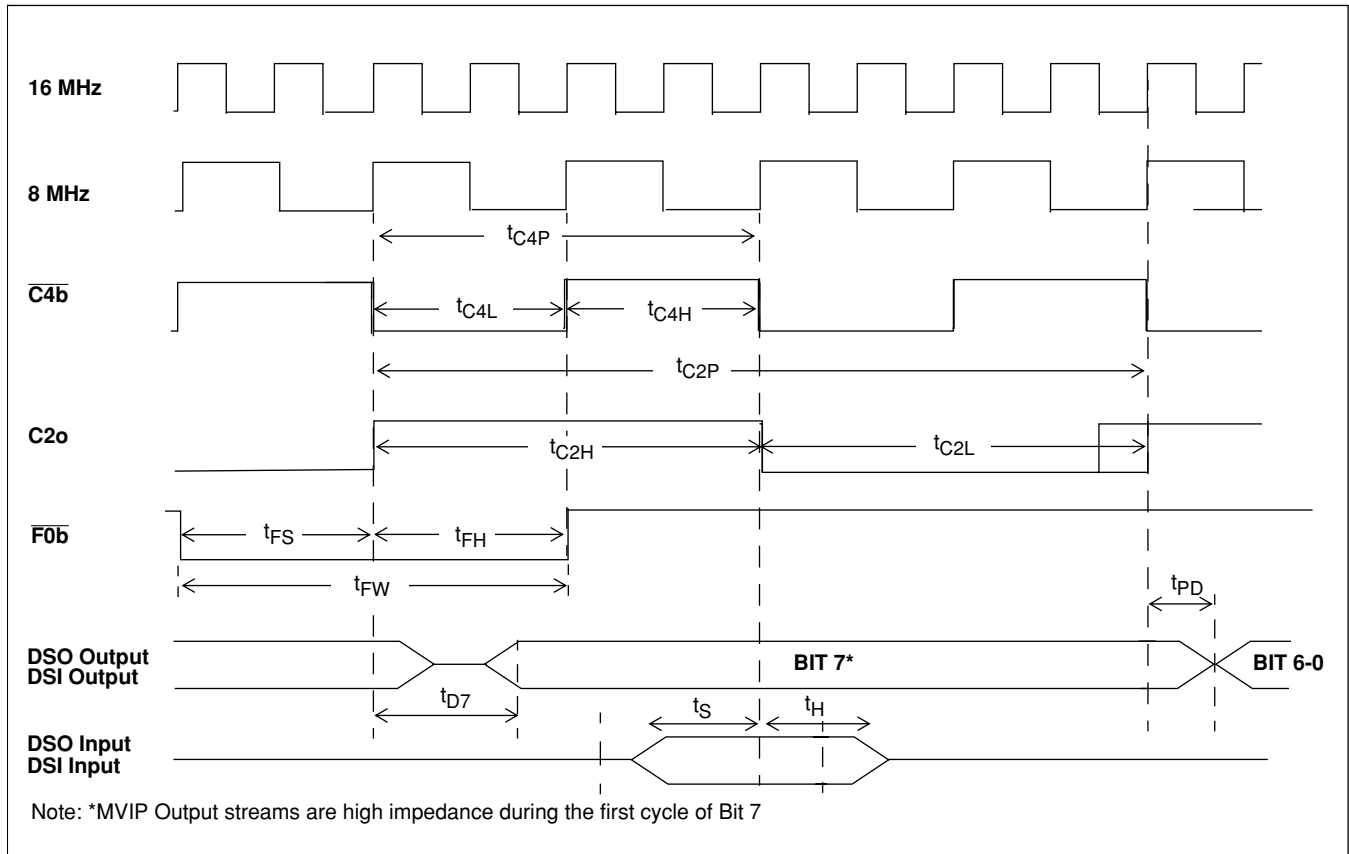 16 MHz
8 MHz
tC4P
C4b
tC4L
tC4H
tC2P
C2o
tC2H
tC2L
F0b
tFS
tFH
tFW
tPD
DSO Output
DSI Output
BIT 7*
BIT 6-0
tD7
tS
tH
DSO Input
DSI Input
Note: *MVIP Output streams are high impedance during the first cycle of Bit 7